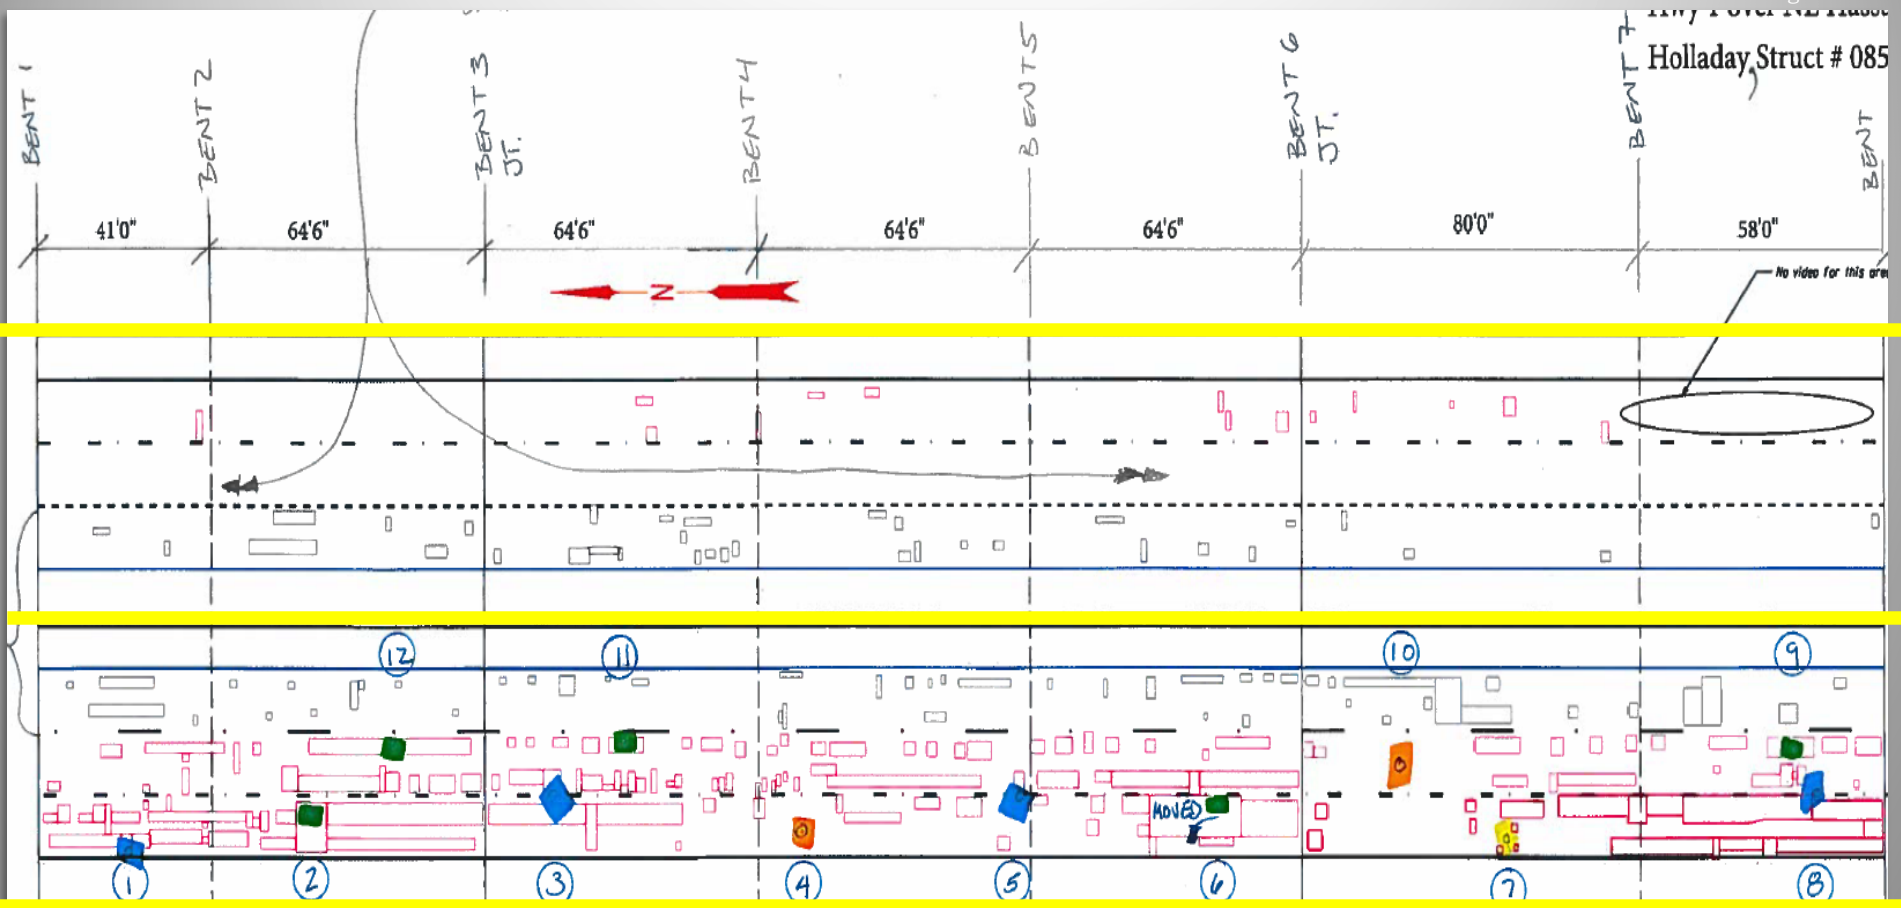 Holladay, Struct # 085
BENT 1
BENT 2
BENT 3
JT.
BENT 4
BENT 5
BENT 6
JT.
BENT 7
BENT
41'0"
64'6"
64'6"
64'6"
64'6"
80'0"
58'0"
No video for this are
N
12
11
10
9
MOVED
1
2
3
4
5
6
7
8